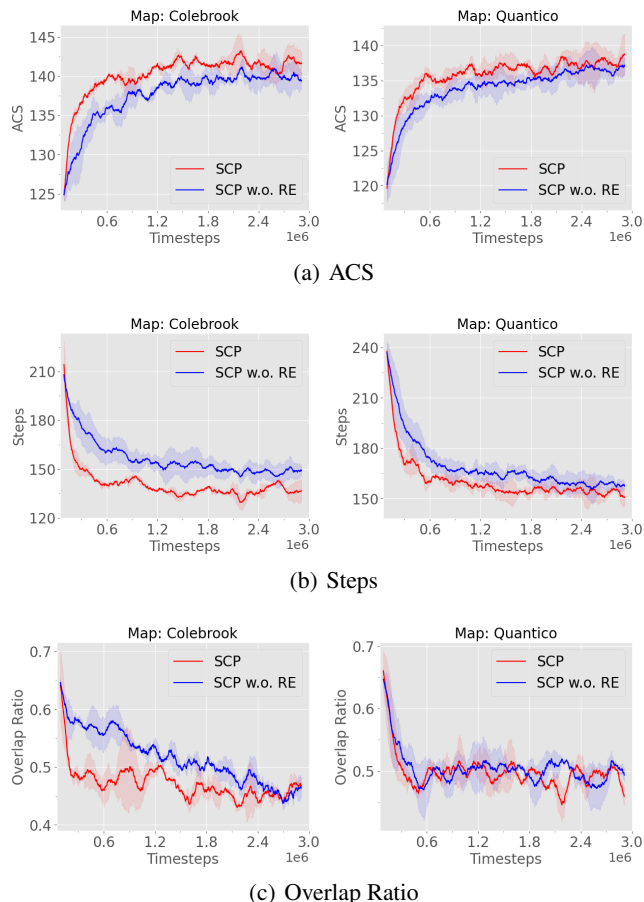 Map: Colebrook
145
140
135
130
125
ACS
SCP
SCP w.o. RE
0.6 1.2 1.8 2.4 3.0
Timesteps 1e6
Map: Quantico
140
135
130
125
120
ACS
SCP
SCP w.o. RE
0.6 1.2 1.8 2.4 3.0
Timesteps 1e6
(a) ACS
Map: Colebrook
210
180
150
120
Steps
SCP
SCP w.o. RE
0.6 1.2 1.8 2.4 3.0
Timesteps 1e6
Map: Quantico
240
210
180
150
Steps
SCP
SCP w.o. RE
0.6 1.2 1.8 2.4 3.0
Timesteps 1e6
(b) Steps
Map: Colebrook
0.7
0.6
0.5
0.4
Overlap Ratio
SCP
SCP w.o. RE
0.6 1.2 1.8 2.4 3.0
Timesteps 1e6
Map: Quantico
0.7
0.6
0.5
Overlap Ratio
SCP
SCP w.o. RE
0.6 1.2 1.8 2.4 3.0
Timesteps 1e6
(c) Overlap Ratio